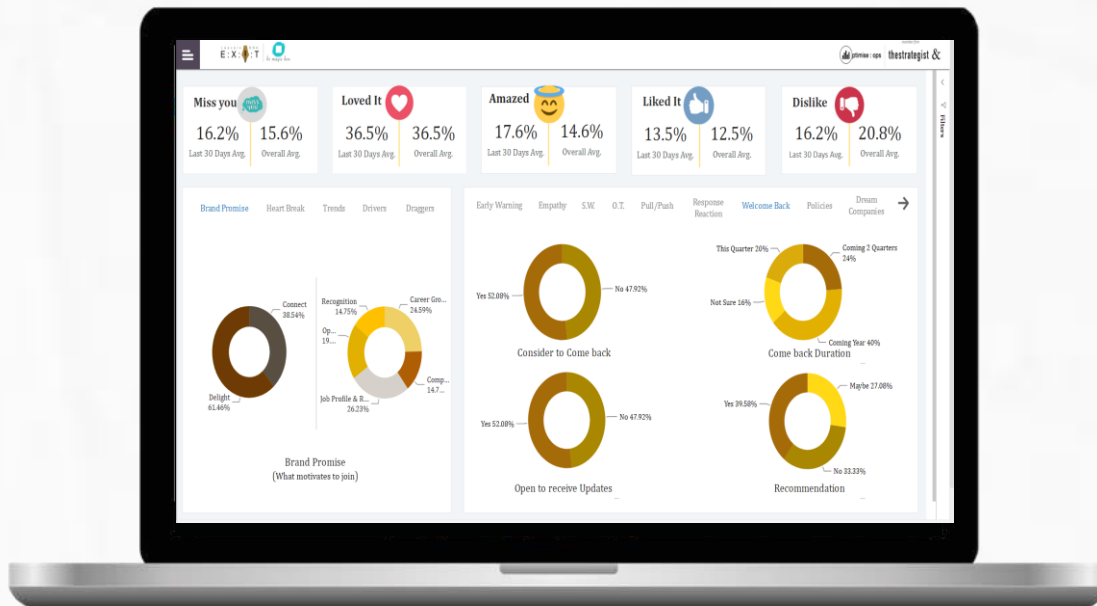 E:X:I:T
optimise : ops
thestrategist &
Miss you
16.2% 15.6%
Last 30 Days Avg. Overall Avg.
Loved It
36.5% 36.5%
Last 30 Days Avg. Overall Avg.
Amazed
17.6% 14.6%
Last 30 Days Avg. Overall Avg.
Liked It
13.5% 12.5%
Last 30 Days Avg. Overall Avg.
Dislike
16.2% 20.8%
Last 30 Days Avg. Overall Avg.
Filters
Brand Promise Heart Break Trends Drivers Draggers
Connect
38.54%
Delight
61.46%
Recognition
14.75%
Career Gro...
24.59%
Op...
19....
Comp...
14.7...
Job Profile & R...
26.23%
Brand Promise
(What motivates to join)
Early Warning Empathy S.W. O.T. Pull/Push Response Reaction Welcome Back Policies Dream Companies
Yes 52.08%
No 47.92%
Consider to Come back
This Quarter 20%
Coming 2 Quarters
24%
Not Sure 16%
Coming Year 40%
Come back Duration
...
Yes 52.08%
No 47.92%
Open to receive Updates
...
Maybe 27.08%
Yes 39.58%
No 33.33%
Recommendation
...